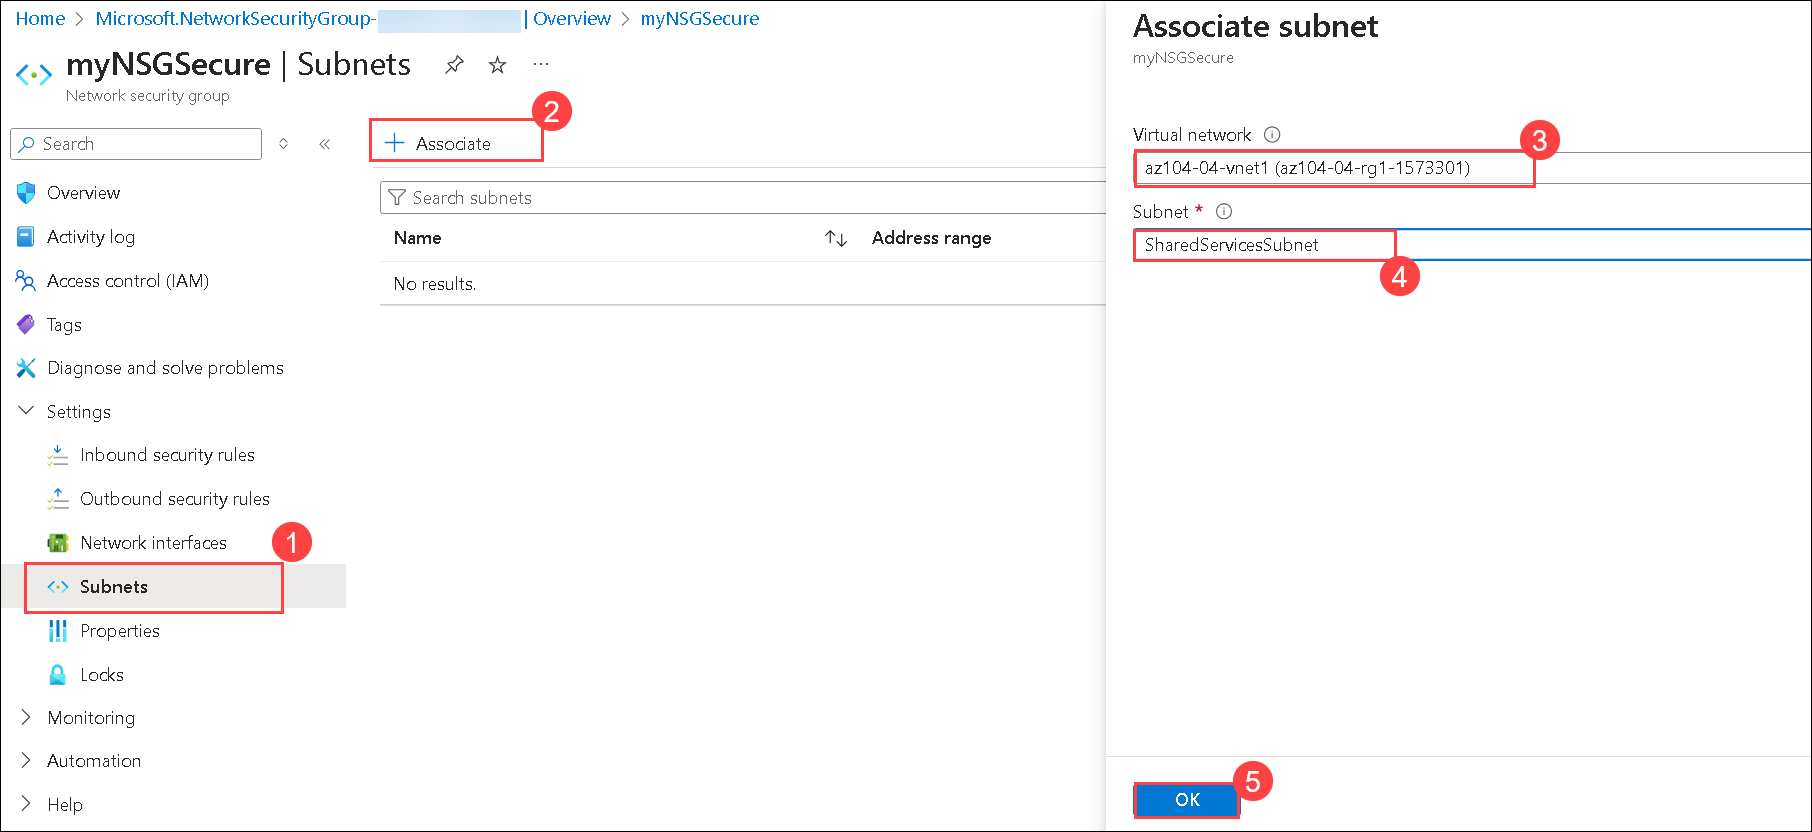 Home > Microsoft.NetworkSecurityGroup- | Overview > myNSGSecure
myNSGSecure | Subnets
Network security group
Search
Overview
Activity log
Access control (IAM)
Tags
Diagnose and solve problems
Settings
Inbound security rules
Outbound security rules
Network interfaces
1
Subnets
Properties
Locks
Monitoring
Automation
Help
2
+ Associate
Search subnets
Name
Address range
No results.
Associate subnet
myNSGSecure
Virtual network
3
az104-04-vnet1 (az104-04-rg1-1573301)
Subnet *
SharedServicesSubnet
4
5
OK